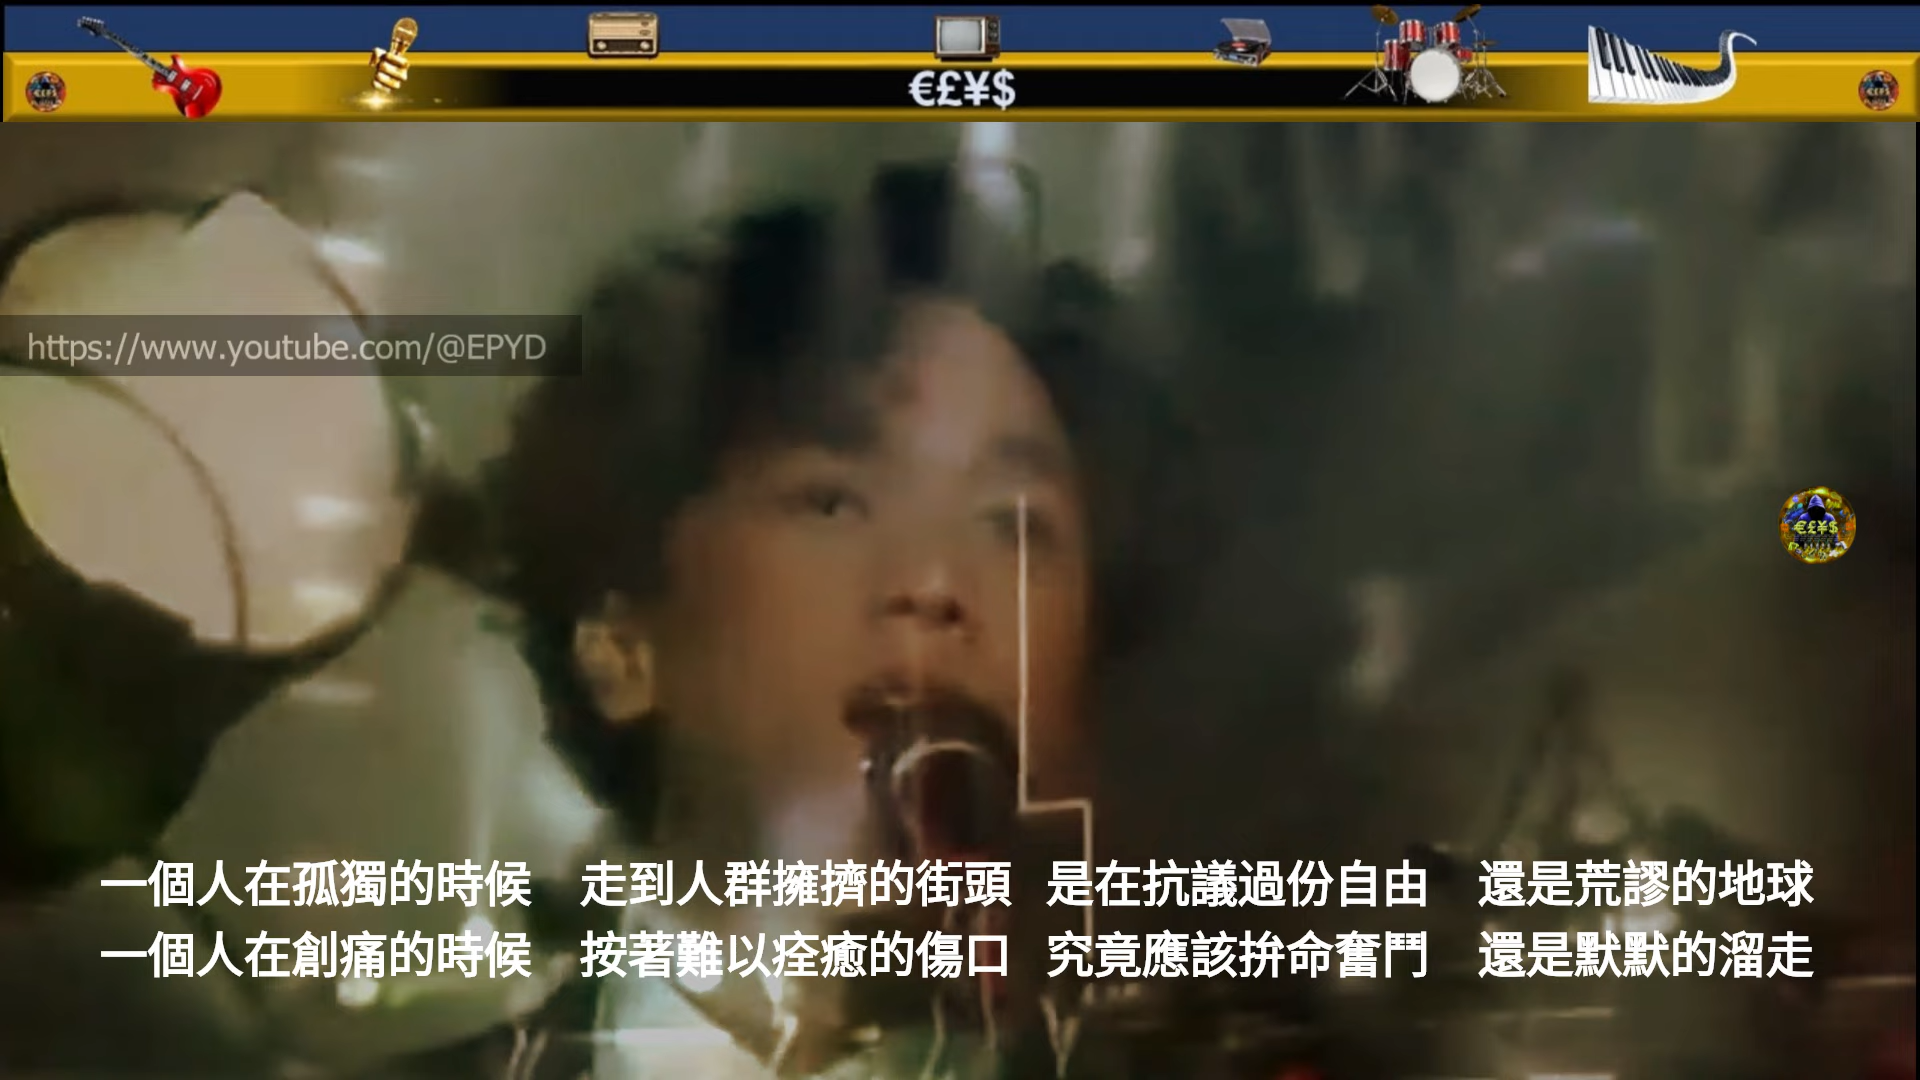 €£¥$
https://www.youtube.com/@EPYD
€£¥$
一個人在孤獨的時候 走到人群擁擠的街頭 是在抗議過份自由 還是荒謬的地球
一個人在創痛的時候 按著難以痊癒的傷口 究竟應該拚命奮鬥 還是默默的溜走